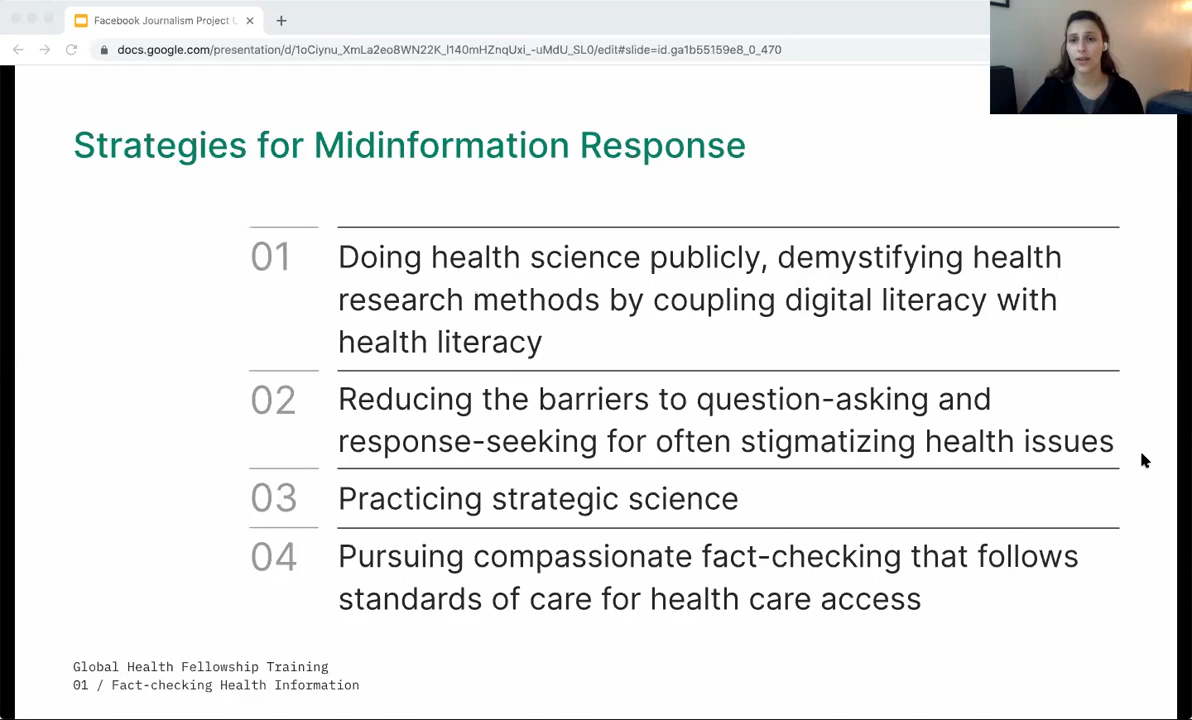 Facebook Journalism Project
docs.google.com/presentation/d/1oCiynu_XmLa2eo8WN22K_l140mHZnqUxi_-uMdU_SL0/edit#slide=id.ga1b55159e8_0_470
Strategies for Midinformation Response
01
Doing health science publicly, demystifying health
research methods by coupling digital literacy with
health literacy
02
Reducing the barriers to question-asking and
response-seeking for often stigmatizing health issues
03
Practicing strategic science
04
Pursuing compassionate fact-checking that follows
standards of care for health care access
Global Health Fellowship Training
01 / Fact-checking Health Information